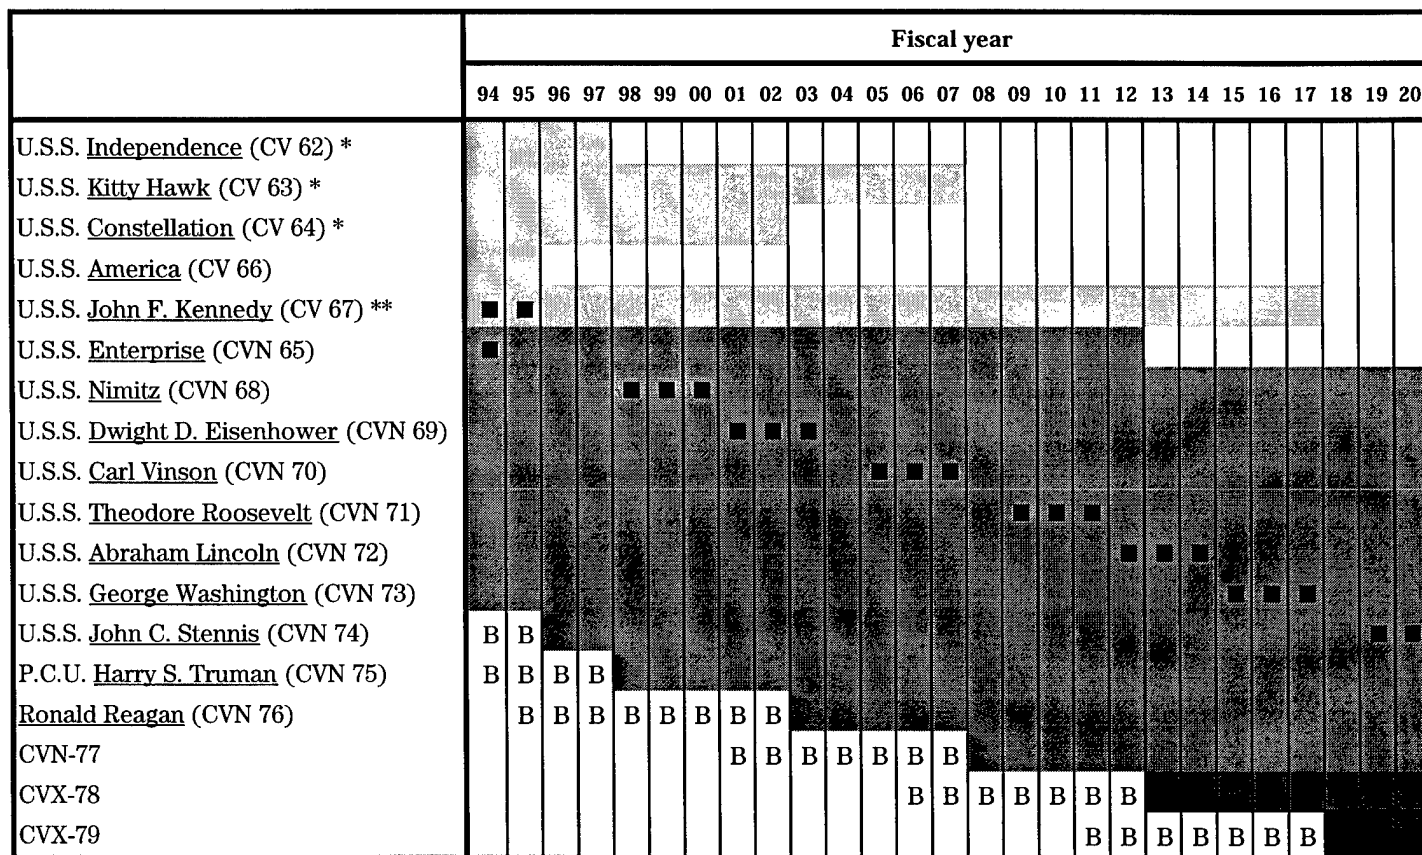 Fiscal year
94 95 96 97 98 99 00 01 02 03 04 05 06 07 08 09 10 11 12 13 14 15 16 17 18 19 20
U.S.S. Independence (CV 62) *
U.S.S. Kitty Hawk (CV 63) *
U.S.S. Constellation (CV 64) *
U.S.S. America (CV 66)
U.S.S. John F. Kennedy (CV 67) **
U.S.S. Enterprise (CVN 65)
U.S.S. Nimitz (CVN 68)
U.S.S. Dwight D. Eisenhower (CVN 69)
U.S.S. Carl Vinson (CVN 70)
U.S.S. Theodore Roosevelt (CVN 71)
U.S.S. Abraham Lincoln (CVN 72)
U.S.S. George Washington (CVN 73)
U.S.S. John C. Stennis (CVN 74) B B
P.C.U. Harry S. Truman (CVN 75) B B B B
Ronald Reagan (CVN 76) B B B B B B B B
CVN-77 B B B B B B B
CVX-78 B B B B B B B
CVX-79 B B B B B B B